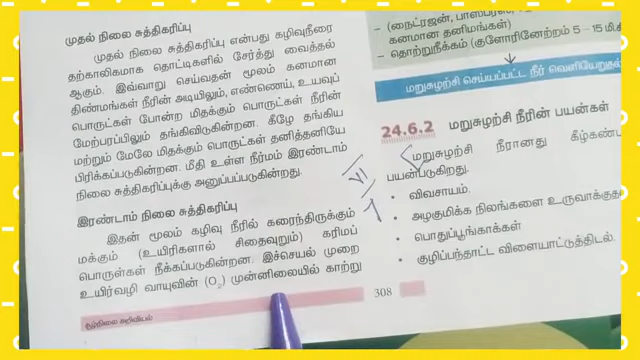 முதல் நிலை சுத்திகரிப்பு
முதல் நிலை சுத்திகரிப்பு என்பது கழிவுநீரை
தற்காலிகமாக தொட்டிகளில் சேர்த்து வைத்தல்
ஆகும். இவ்வாறு செய்வதன் மூலம் கனமான
திண்மங்கள் நீரின் அடியிலும், எண்ணெய், உயவுப்
பொருட்கள் போன்ற மிதக்கும் பொருட்கள் நீரின்
மேற்பரப்பிலும் தங்கிவிடுகின்றன. கீழே தங்கிய
மற்றும் மேலே மிதக்கும் பொருட்கள் தனித்தனியே
பிரிக்கப்படுகின்றன. மீதி உள்ள நீர்மம் இரண்டாம்
நிலை சுத்திகரிப்புக்கு அனுப்பப்படுகின்றது.
இரண்டாம் நிலை சுத்திகரிப்பு
இதன் மூலம் கழிவு நீரில் கரைந்திருக்கும்
மக்கும் (உயிரிகளால் சிதைவுறும்) கரிமப்
பொருள்கள் நீக்கப்படுகின்றன. இச்செயல் முறை
உயிர்வழி வாயுவின் (O₂) முன்னிலையில் காற்று
சூழ்நிலை அறிவியல்
– (நைட்ரஜன்,
கனமான தனிமங்கள்)
– தொற்றுநீக்கம் (குளோரினேற்றம் 5 – 15 மி.கி
மறுசுழற்சி செய்யப்பட்ட நீர் வெளியேறுதல்
24.6.2 மறுசுழற்சி நீரின் பயன்கள்
மறுசுழற்சி நீரானது கீழ்கண்ட
பயன்படுகிறது.
• விவசாயம்.
• அழகுமிக்க நிலங்களை உருவாக்குதல்
• பொதுப்பூங்காக்கள்
• குழிப்பந்தாட்ட விளையாட்டுத்திடல்.
308